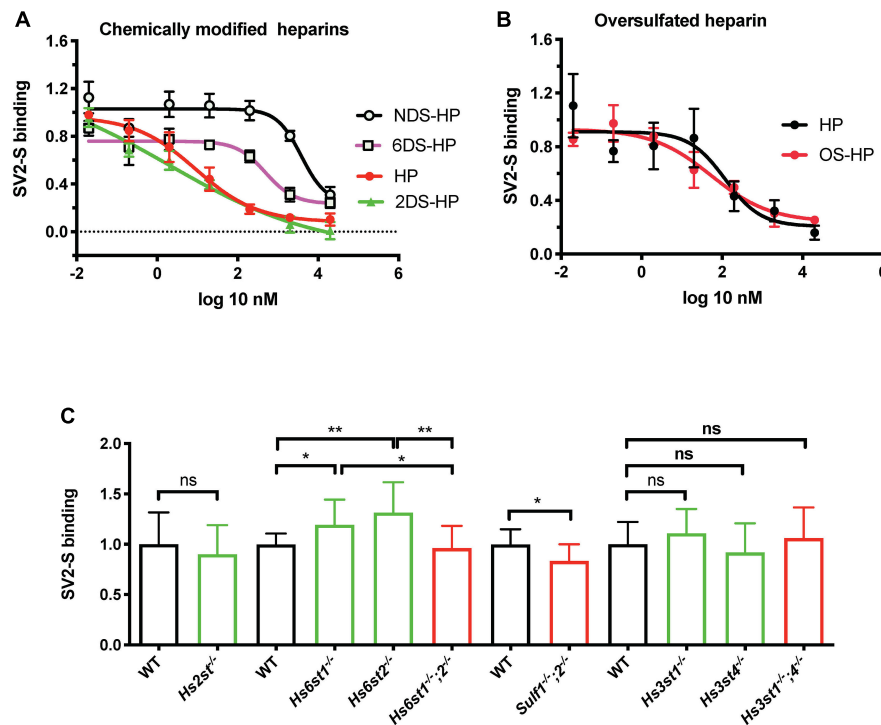 A
Chemically modified heparins
SV2-S binding
1.6
1.2
0.8
0.4
0.0
-2
0
2
4
6
log 10 nM
NDS-HP
6DS-HP
HP
2DS-HP
B
Oversulfated heparin
SV2-S binding
1.6
1.2
0.8
0.4
0.0
-2
0
2
4
6
log 10 nM
HP
OS-HP
C
SV2-S binding
2.0
1.5
1.0
0.5
0.0
ns
**
**
*
*
*
ns
ns
ns
WT
Hs2st-/-
WT
Hs6st1-/-
Hs6st2-/-
Hs6st1-/-;2-/-
WT
Sulf1-/-;2-/-
WT
Hs3st1-/-
Hs3st4-/-
Hs3st1-/-;4-/-